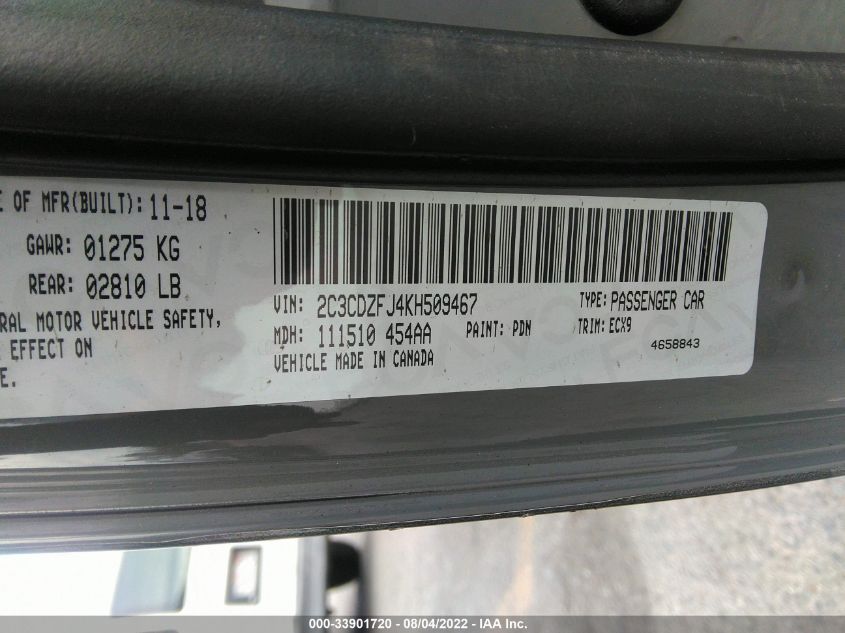 E OF MFR(BUILT): 11-18
GAWR: 01275 KG
REAR: 02810 LB
RAL MOTOR VEHICLE SAFETY,
E EFFECT ON
E.
VIN: 2C3CDZFJ4KH509467 TYPE: PASSENGER CAR
MDH: 111510 454AA PAINT: PDN TRIM: ECX9
VEHICLE MADE IN CANADA 4658843
000-33901720 - 08/04/2022 - IAA Inc.